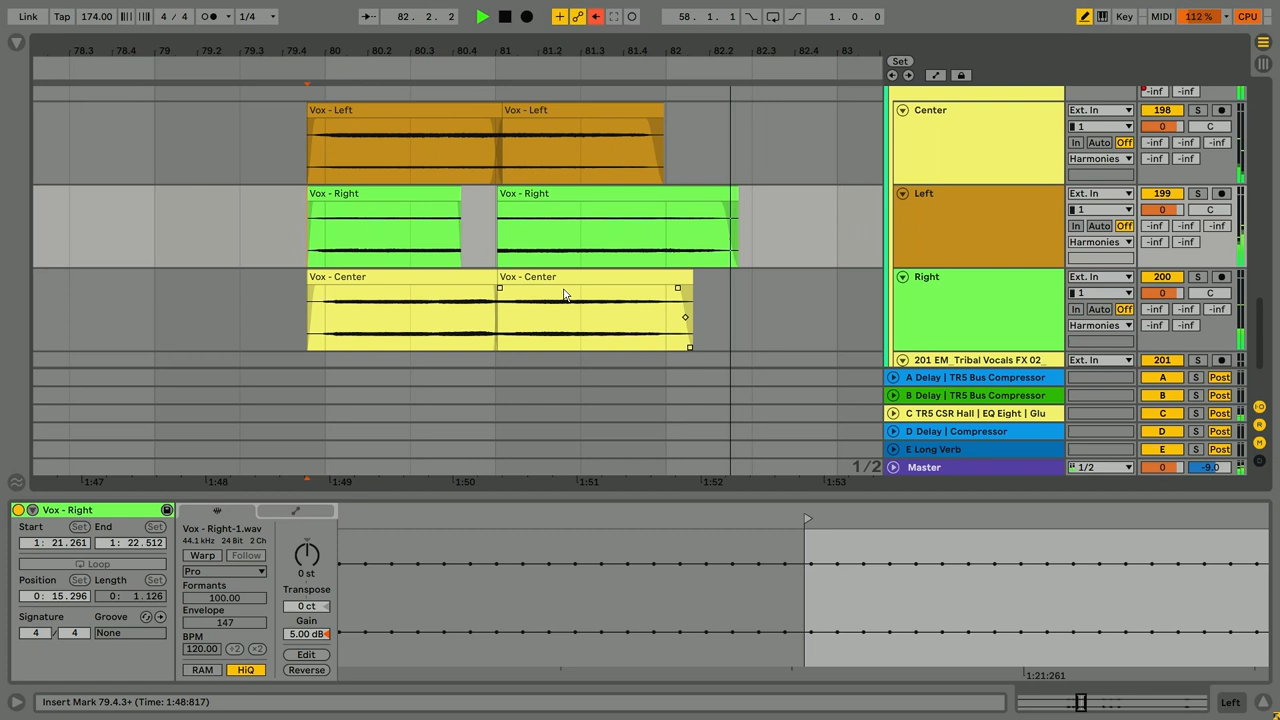 Link Tap 174.00 4 / 4 1/4 82. 2. 2 58. 1. 1 1. 0. 0 Key MIDI 112 % CPU
78.3 78.4 79 79.2 79.3 79.4 80 80.2 80.3 80.4 81 81.2 81.3 81.4 82 82.2 82.3 82.4 83
Set
-inf -inf
Vox - Left Vox - Left
Center Ext. In 198 S
1 0 C
In Auto Off -inf -inf -inf
Harmonies -inf -inf
Vox - Right Vox - Right
Left Ext. In 199 S
1 0 C
In Auto Off -inf -inf -inf
Harmonies -inf -inf
Vox - Center Vox - Center
Right Ext. In 200 S
1 0 C
In Auto Off -inf -inf -inf
Harmonies -inf -inf
201 EM_Tribal Vocals FX 02_ Ext. In 201 S
A Delay | TR5 Bus Compressor A S Post
B Delay | TR5 Bus Compressor B S Post
C TR5 CSR Hall | EQ Eight | Glu C S Post
D Delay | Compressor D S Post
E Long Verb E S Post
1/2 Master 1/2 0 -9.0
1:47 1:48 1:49 1:50 1:51 1:52 1:53
Vox - Right
Start Set End Set
1: 21.261 1: 22.512
Loop
Position Set Length Set
0: 15.296 0: 1.126
Signature Groove
4 / 4 None
Vox - Right-1.wav
44.1 kHz 24 Bit 2 Ch
Warp Follow
Pro
Formants
100.00
Envelope
147
BPM
120.00 ÷2 ×2
RAM HiQ
0 st
Transpose
0 ct
Gain
5.00 dB
Edit
Reverse
1:21:261
Insert Mark 79.4.3+ (Time: 1:48:817) Left